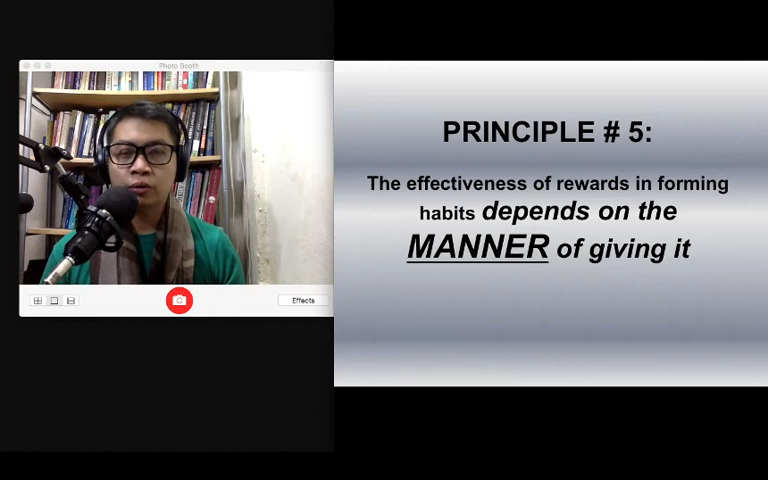 Photo Booth
Effects
PRINCIPLE # 5:
The effectiveness of rewards in forming
habits depends on the
MANNER of giving it